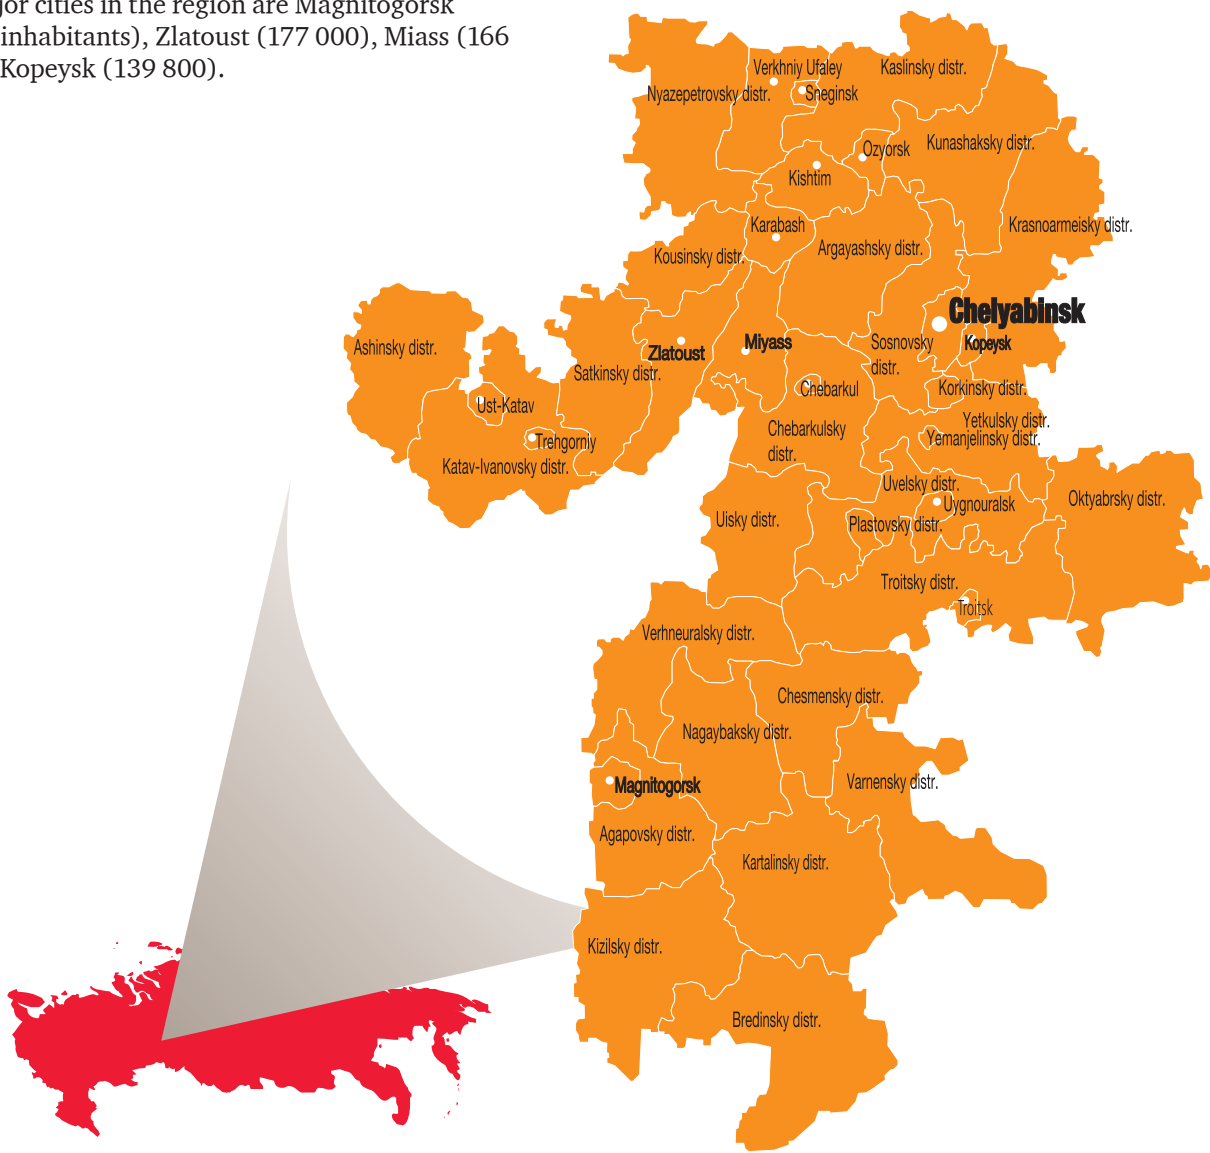 jor cities in the region are Magnitogorsk
inhabitants), Zlatoust (177 000), Miass (166
Kopeysk (139 800).
Verkhniy Ufaley
Kaslinsky distr.
Nyazepetrovsky distr.
Sneginsk
Kunashaksky distr.
Ozyorsk
Kishtim
Karabash
Krasnoarmeisky distr.
Kousinsky distr.
Argayashsky distr.
Chelyabinsk
Ashinsky distr.
Zlatoust
Miyass
Sosnovsky
distr.
Kopeysk
Satkinsky distr.
Chebarkul
Korkinsky distr.
Ust-Katav
Trehgorniy
Chebarkulsky
distr.
Yetkulsky distr.
Yemanjelinsky distr.
Katav-Ivanovsky distr.
Uvelsky distr.
Uygnouralsk
Oktyabrsky distr.
Uisky distr.
Plastovsky distr.
Troitsky distr.
Troitsk
Verhneuralsky distr.
Chesmensky distr.
Nagaybaksky distr.
Magnitogorsk
Varnensky distr.
Agapovsky distr.
Kartalinsky distr.
Kizilsky distr.
Bredinsky distr.